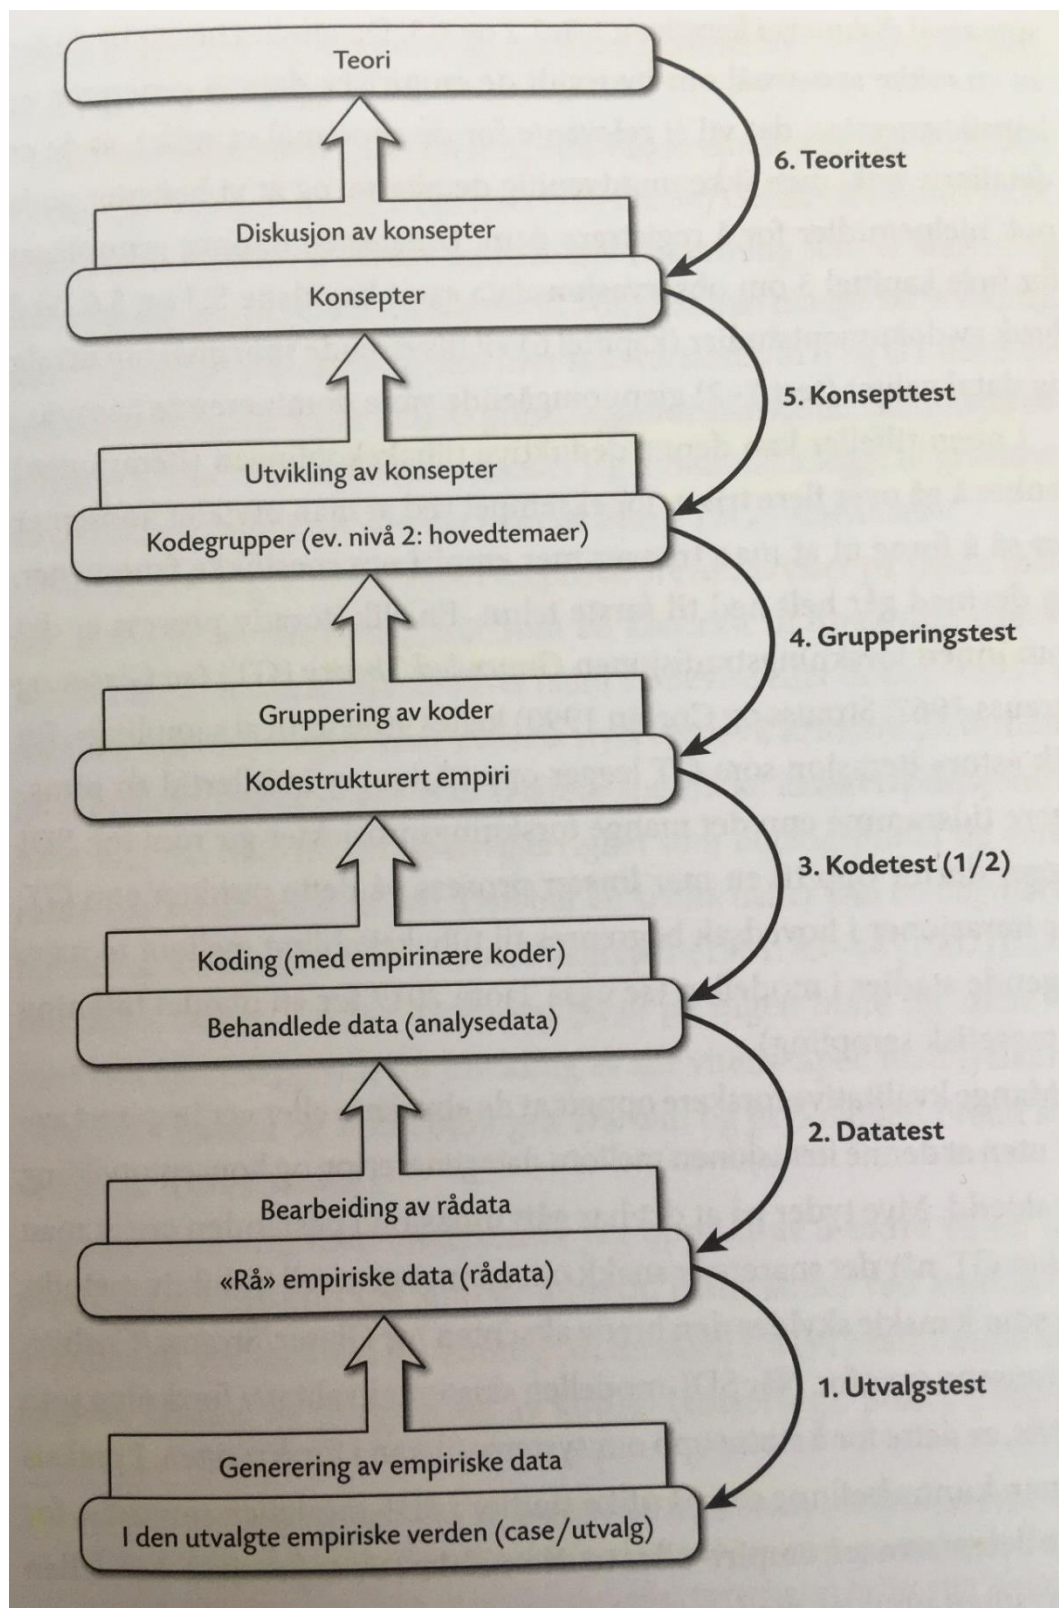 Teori
6. Teoritest
Diskusjon av konsepter
Konsepter
5. Konsepttest
Utvikling av konsepter
Kodegrupper (ev. nivå 2: hovedtemaer)
4. Grupperingstest
Gruppering av koder
Kodestrukturert empiri
3. Kodetest (1/2)
Koding (med empirinære koder)
Behandlede data (analysedata)
2. Datatest
Bearbeiding av rådata
«Rå» empiriske data (rådata)
1. Utvalgstest
Generering av empiriske data
I den utvalgte empiriske verden (case/utvalg)